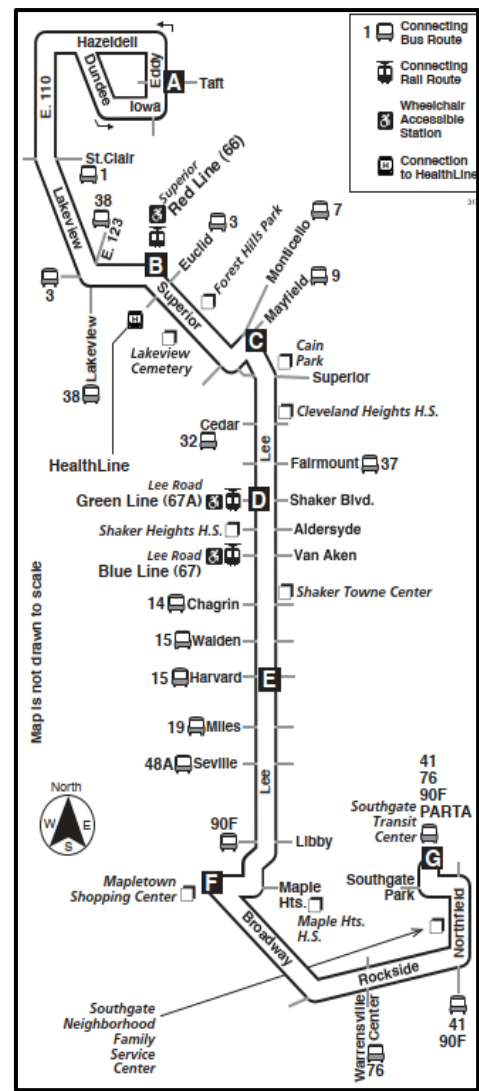 1
Connecting
Bus Route
Connecting
Rail Route
Wheelchair
Accessible
Station
H
Connection
to HealthLine
Hazeldell
Dundee
Eddy
A
Taft
Iowa
E. 110
St.Clair
1
Lakeview
38
E. 123
Superior
Red Line (66)
B
Euclid
3
Forest Hills Park
Monticello
7
Mayfield
9
3
Superior
H
Lakeview
Cemetery
C
Cain
Park
Superior
Lakeview
38
HealthLine
Cleveland Heights H.S.
Cedar
32
Lee
Fairmount
37
Lee Road
Green Line (67A)
D
Shaker Blvd.
Shaker Heights H.S.
Aldersyde
Lee Road
Blue Line (67)
Van Aken
Shaker Towne Center
14
Chagrin
15
Walden
15
Harvard
E
19
Miles
48A
Seville
Lee
Map is not drawn to scale
North
W
E
S
90F
Libby
41
76
90F
PARTA
Southgate
Transit
Center
G
Mapletown
Shopping Center
F
Maple
Hts.
Maple Hts.
H.S.
Southgate
Park
Northfield
Broadway
Rockside
Warrensville
Center
76
41
90F
Southgate
Neighborhood
Family
Service
Center